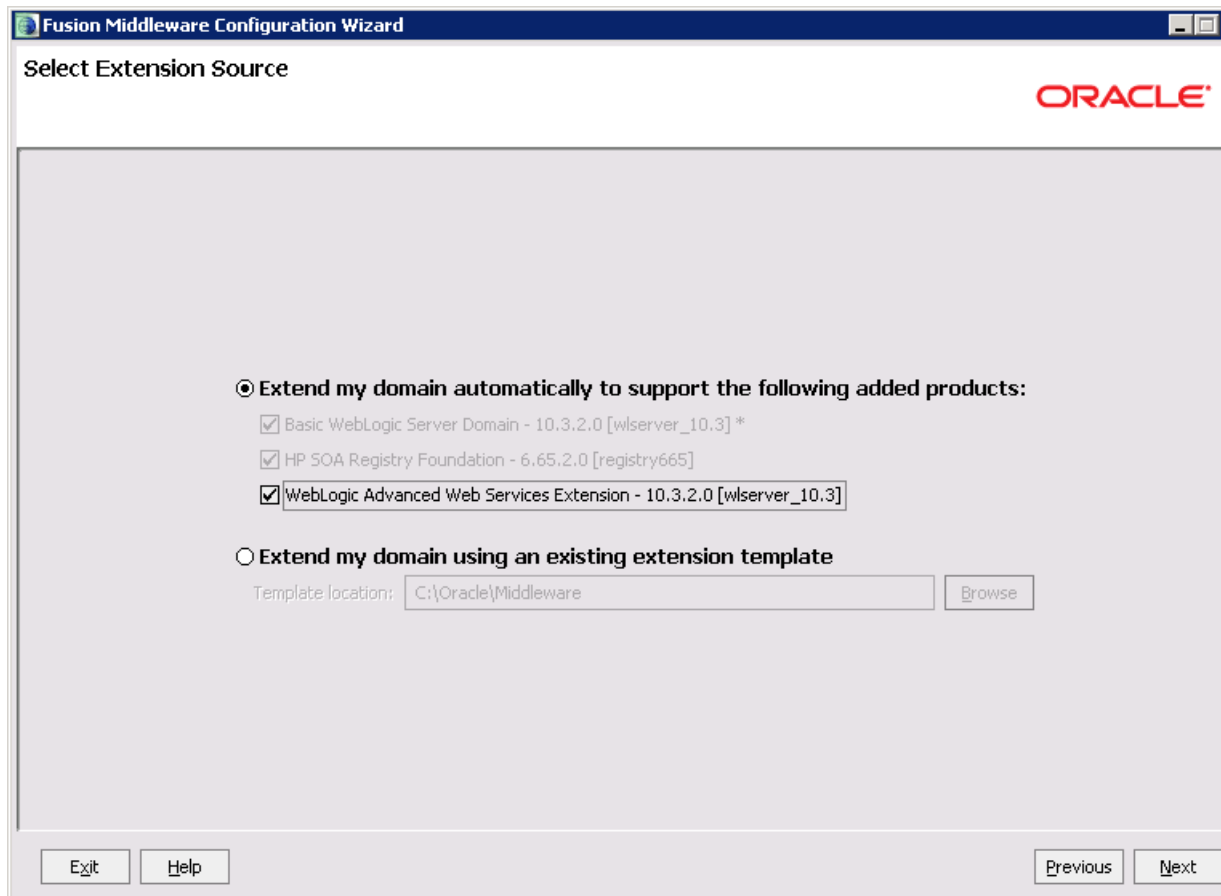 Fusion Middleware Configuration Wizard
Select Extension Source
ORACLE
Extend my domain automatically to support the following added products:
Basic WebLogic Server Domain - 10.3.2.0 [wlserver_10.3] *
HP SOA Registry Foundation - 6.65.2.0 [registry665]
WebLogic Advanced Web Services Extension - 10.3.2.0 [wlserver_10.3]
Extend my domain using an existing extension template
Template location: C:\Oracle\Middleware Browse
Exit Help Previous Next